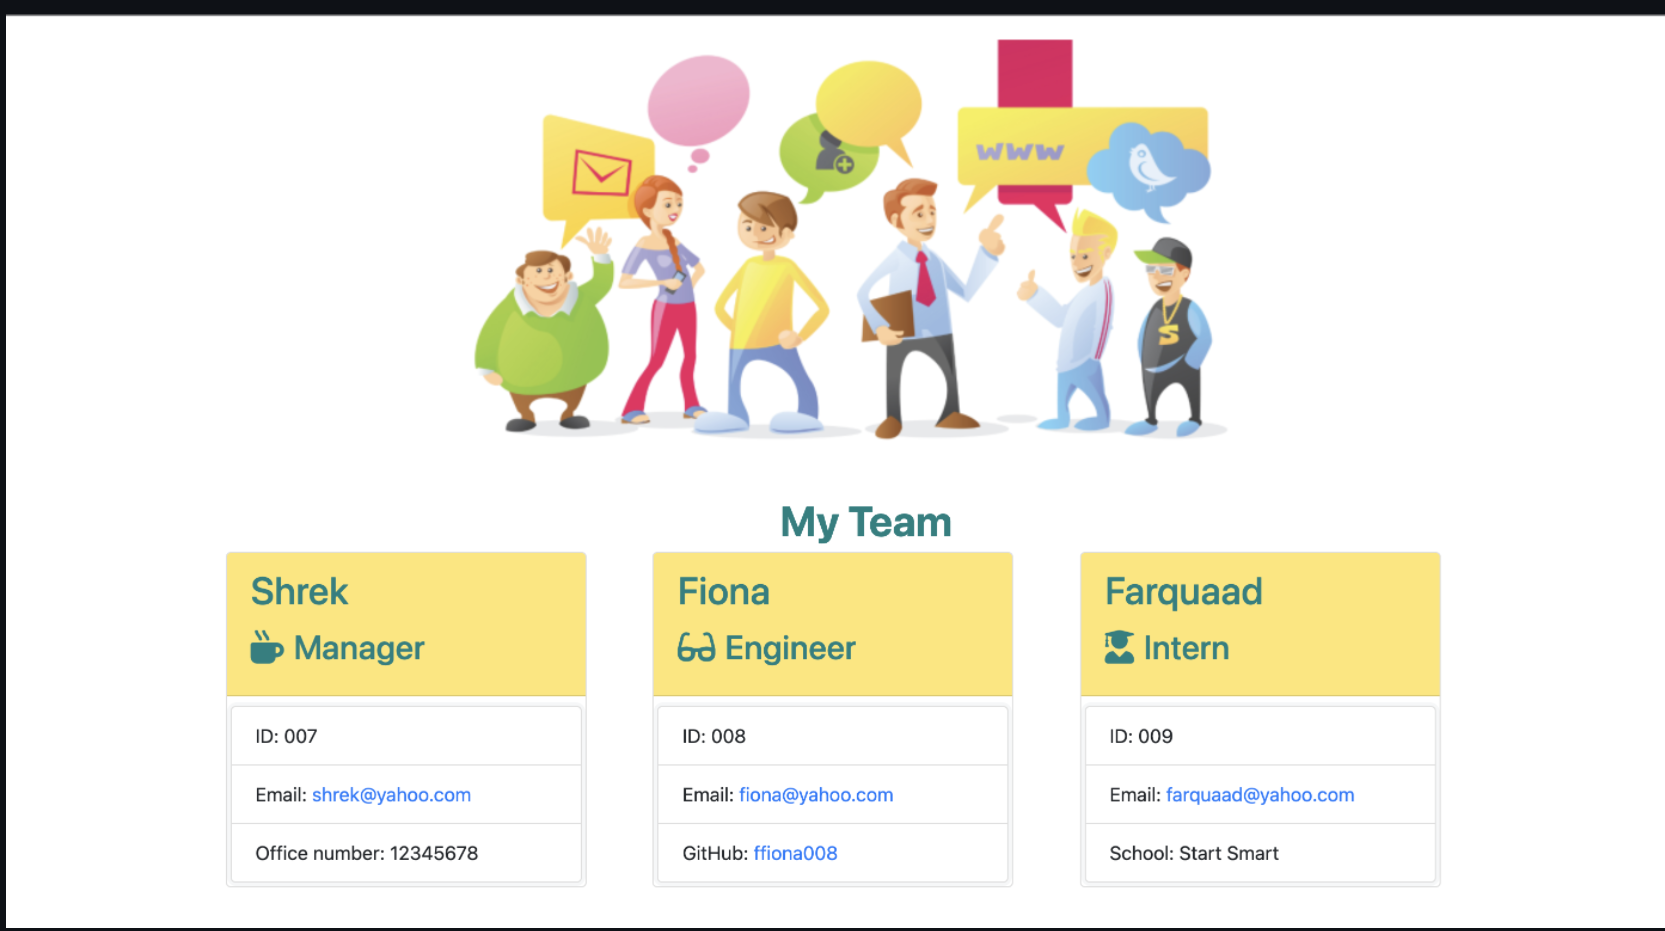 www
S
My Team
Shrek
Manager
ID: 007
Email: shrek@yahoo.com
Office number: 12345678
Fiona
Engineer
ID: 008
Email: fiona@yahoo.com
GitHub: ffiona008
Farquaad
Intern
ID: 009
Email: farquaad@yahoo.com
School: Start Smart